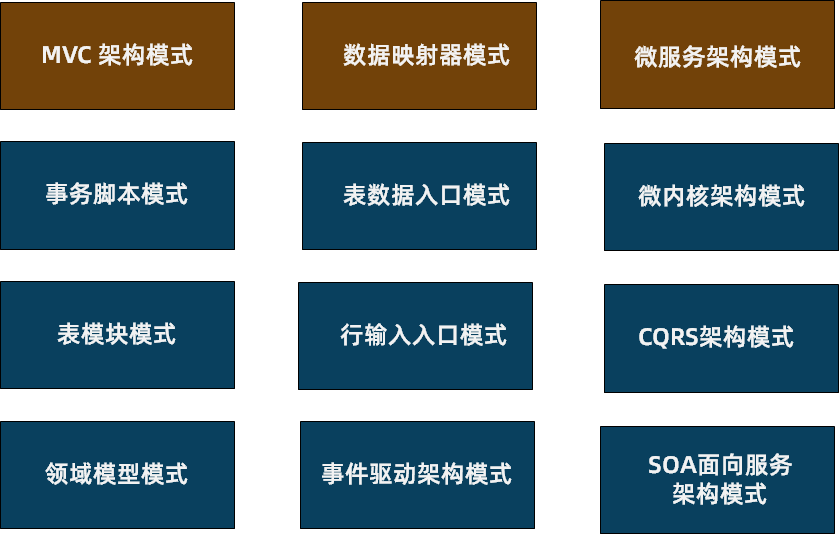 MVC 架构模式
数据映射器模式
微服务架构模式
事务脚本模式
表数据入口模式
微内核架构模式
表模块模式
行输入入口模式
CQRS架构模式
领域模型模式
事件驱动架构模式
SOA面向服务
架构模式